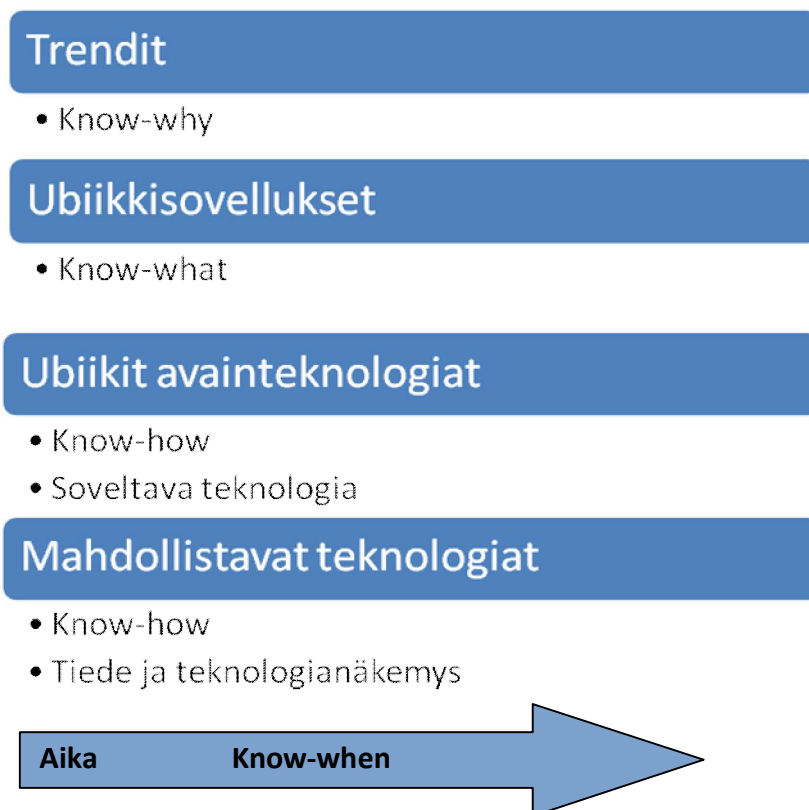 Trendit
• Know-why
Ubiikkisovellukset
• Know-what
Ubiikit avainteknologiat
• Know-how
• Soveltava teknologia
Mahdollistavat teknologiat
• Know-how
• Tiede ja teknologianäkemys
Aika Know-when